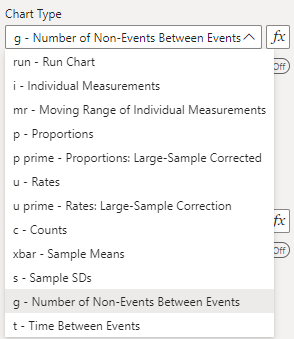 Chart Type
g - Number of Non-Events Between Events
fx
run - Run Chart
Off
i - Individual Measurements
mr - Moving Range of Individual Measurements
p - Proportions
p prime - Proportions: Large-Sample Corrected
u - Rates
u prime - Rates: Large-Sample Correction
fx
c - Counts
Off
xbar - Sample Means
s - Sample SDs
g - Number of Non-Events Between Events
t - Time Between Events